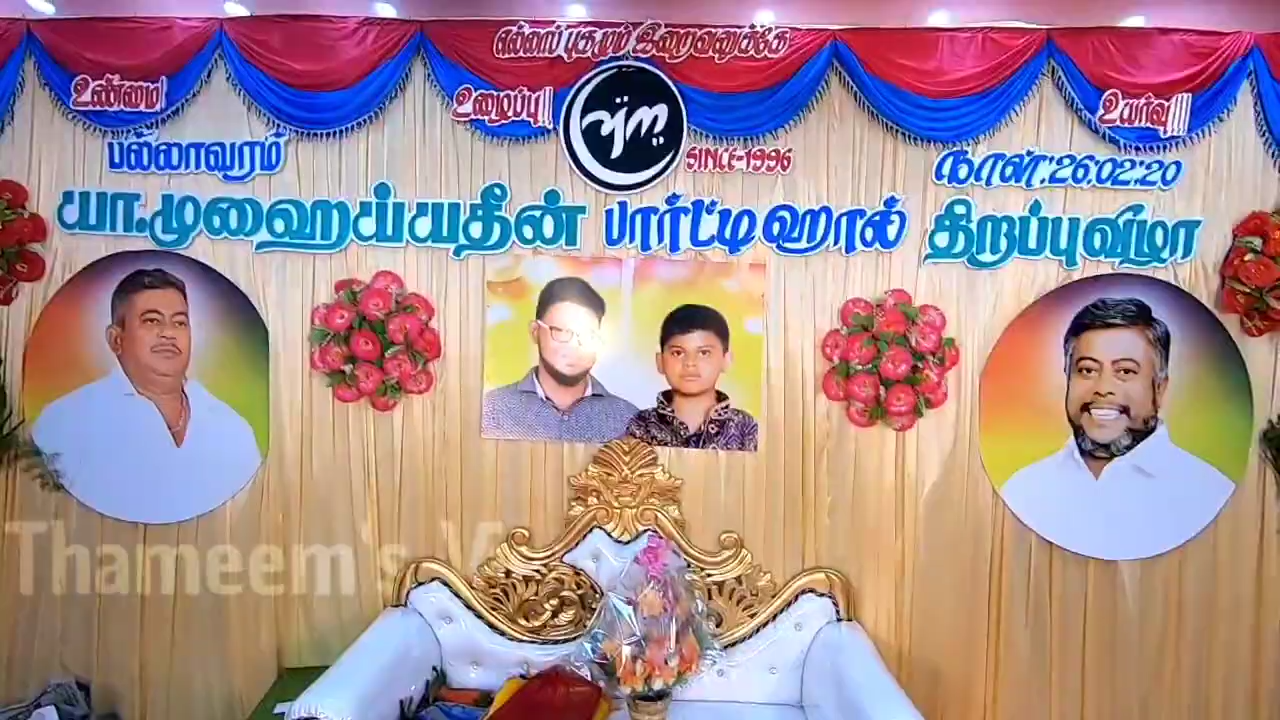 எல்லாப் புகழும் இறைவனுக்கே
உண்மை! உழைப்பு!! உயர்வு!!!
SINCE-1996
பல்லாவரம் நாள்:26:02:20
யா.முஹைய்யதீன் பார்ட்டி ஹால் திறப்புவிழா
Thameem's